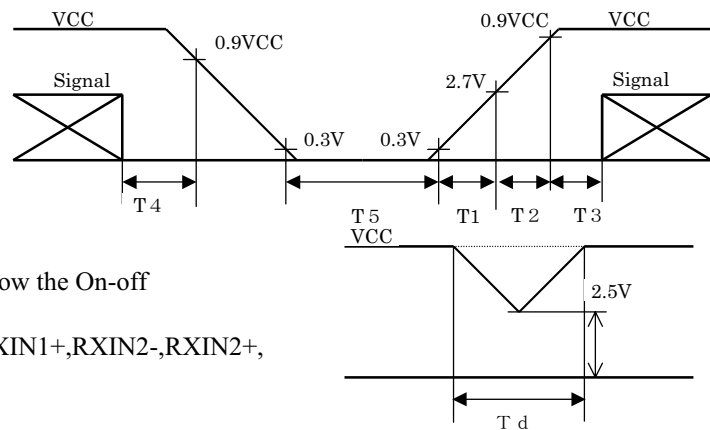 VCC 0.9VCC VCC
0.9VCC
Signal 2.7V Signal
0.3V 0.3V
T4 T5 T1 T2 T3
VCC
ow the On-off
2.5V
XIN1+,RXIN2-,RXIN2+,
Td